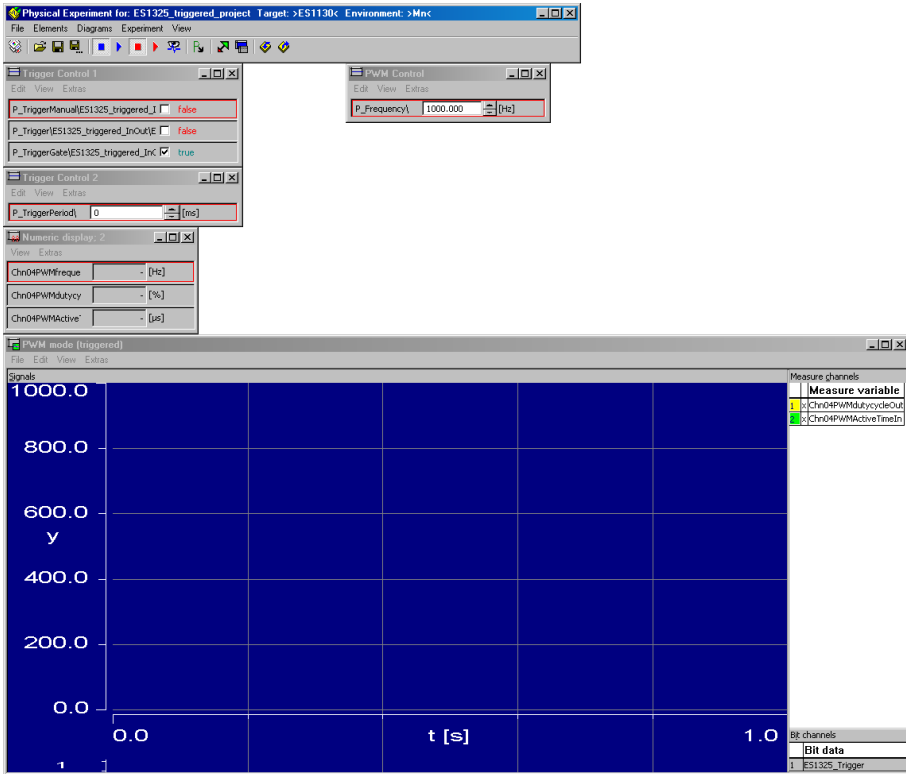 Physical Experiment for: ES1325_triggered_project Target: >ES1130< Environment: >Mn<
File Elements Diagrams Experiment View
Trigger Control 1
Edit View Extras
P_TriggerManual\ES1325_triggered_I false
P_Trigger\ES1325_triggered_InOut\E false
P_TriggerGate\ES1325_triggered_InO true
PWM Control
Edit View Extras
P_Frequency\ 1000.000 [Hz]
Trigger Control 2
Edit View Extras
P_TriggerPeriod\ 0 [ms]
Numeric display; 2
View Extras
Chn04PWMfreque - [Hz]
Chn04PWMdutycy - [%]
Chn04PWMActive - [µs]
PWM mode (triggered)
File Edit View Extras
Signals
1000.0
800.0
600.0
y
400.0
200.0
0.0
0.0 t [s] 1.0
1
Measure channels
Measure variable
1 x Chn04PWMdutycycleOut
2 x Chn04PWMActiveTimeIn
Bit channels
Bit data
1 ES1325_Trigger